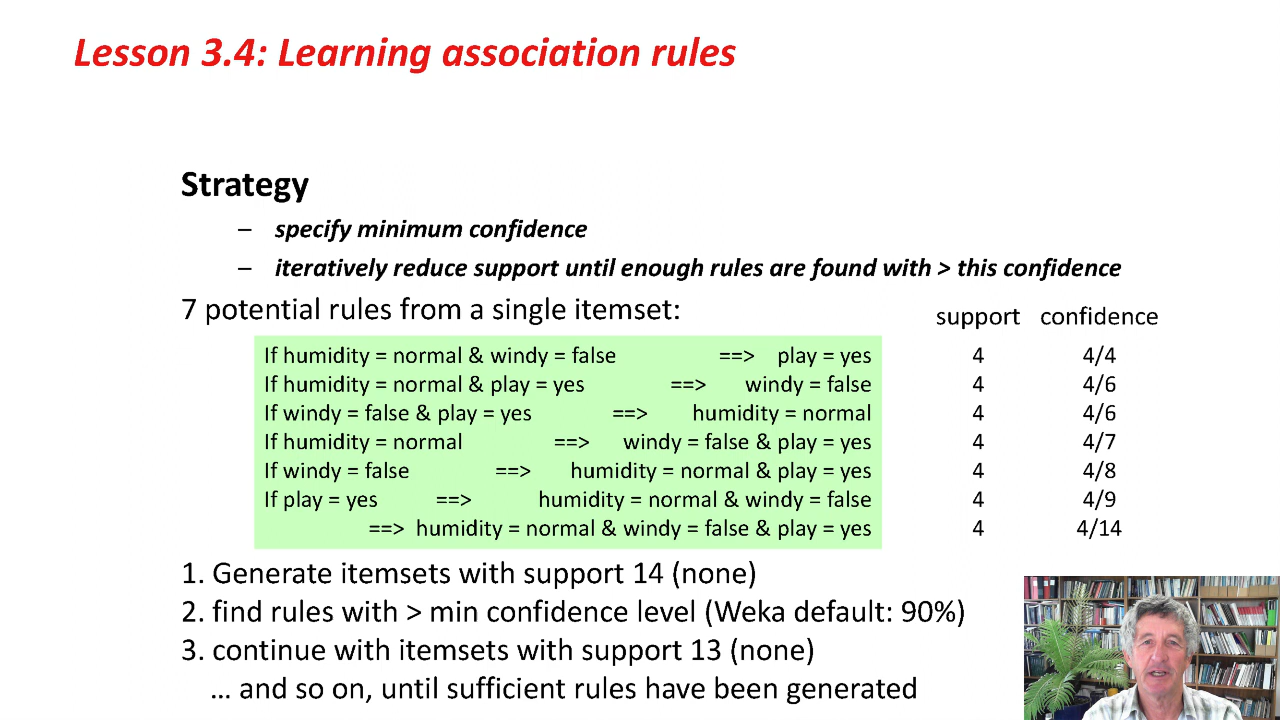 Lesson 3.4: Learning association rules
Strategy
– specify minimum confidence
– iteratively reduce support until enough rules are found with > this confidence
7 potential rules from a single itemset:
support confidence
If humidity = normal & windy = false ==> play = yes 4 4/4
If humidity = normal & play = yes ==> windy = false 4 4/6
If windy = false & play = yes ==> humidity = normal 4 4/6
If humidity = normal ==> windy = false & play = yes 4 4/7
If windy = false ==> humidity = normal & play = yes 4 4/8
If play = yes ==> humidity = normal & windy = false 4 4/9
==> humidity = normal & windy = false & play = yes 4 4/14
1. Generate itemsets with support 14 (none)
2. find rules with > min confidence level (Weka default: 90%)
3. continue with itemsets with support 13 (none)
… and so on, until sufficient rules have been generated